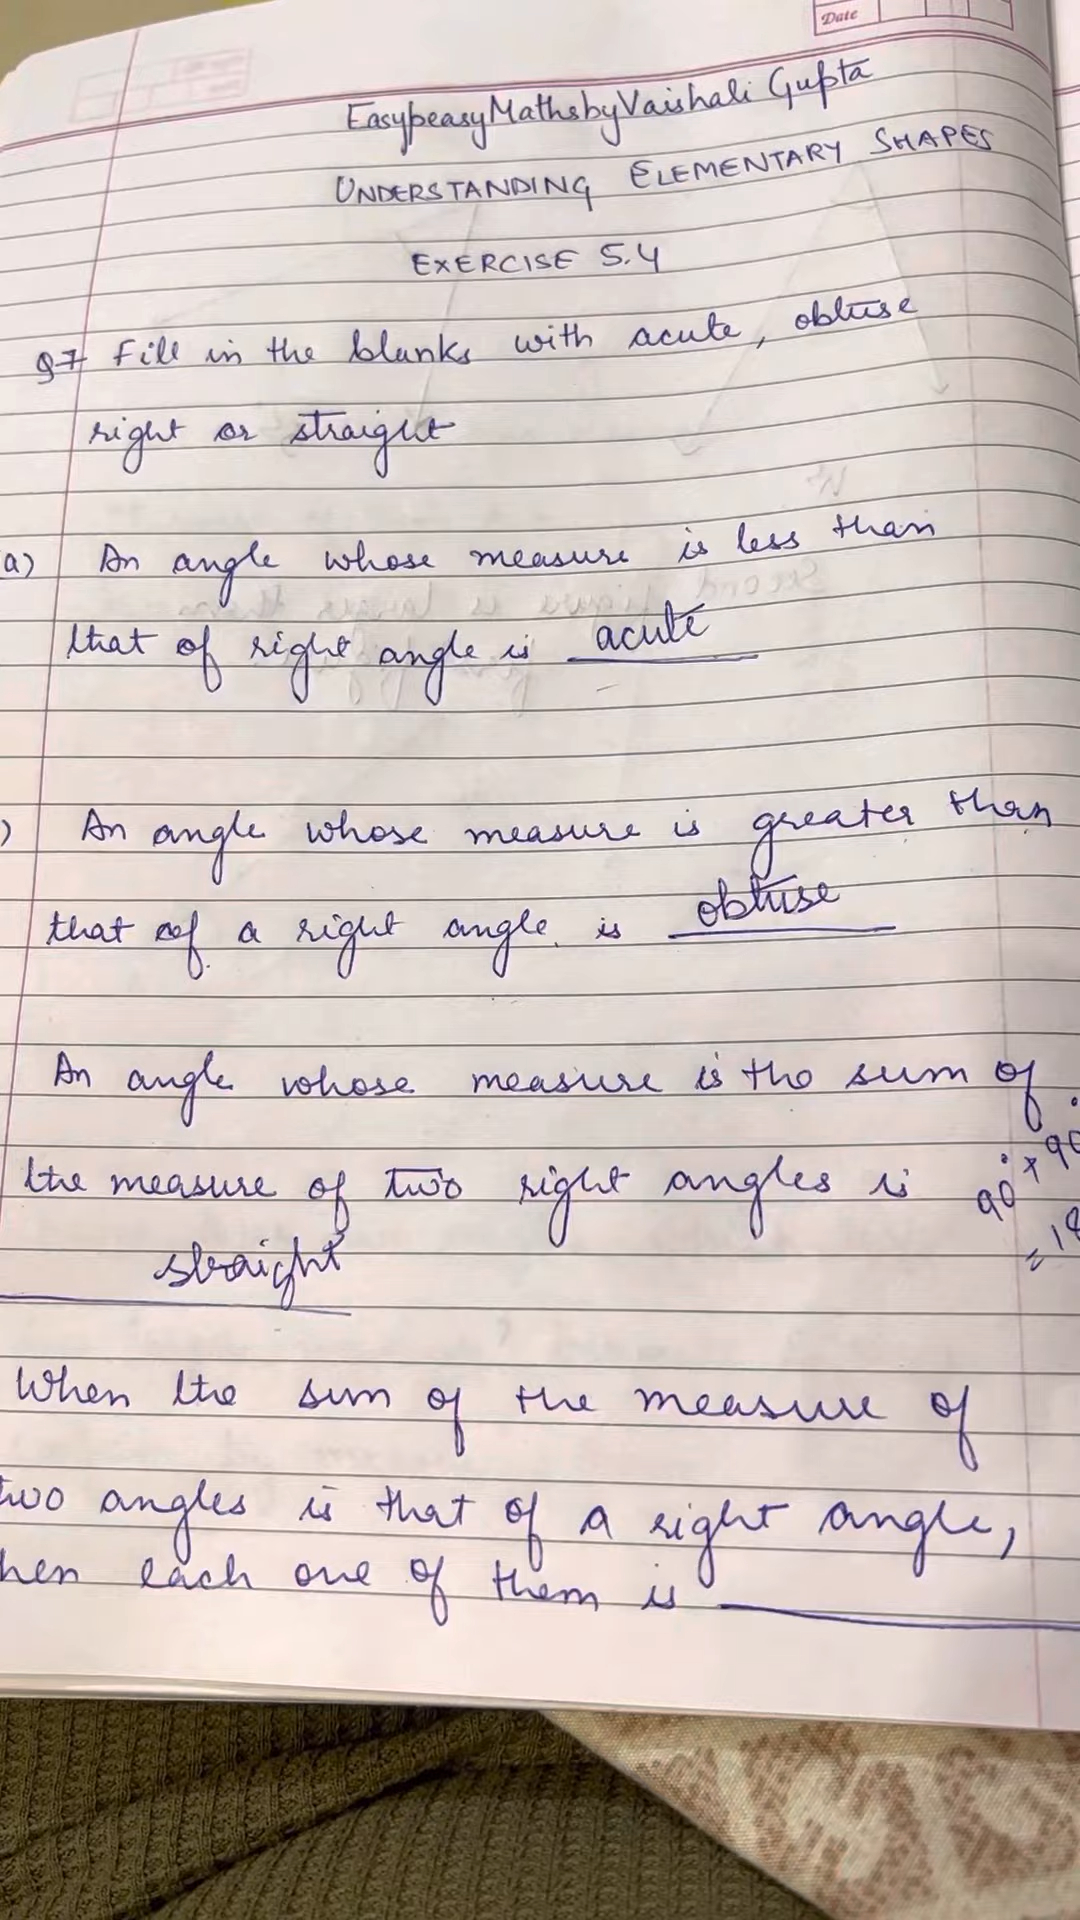 Date
EasypeasyMathsbyVaishali Gupta
UNDERSTANDING ELEMENTARY SHAPES
EXERCISE 5.4
Q7 Fill in the blanks with acute, obtuse
right or straight
a) An angle whose measure is less than
that of right angle is acute
) An angle whose measure is greater than
that of a right angle is obtuse
An angle whose measure is the sum of
the measure of two right angles is 90° + 90
straight = 18
When the sum of the measure of
two angles is that of a right angle,
hen each one of them is